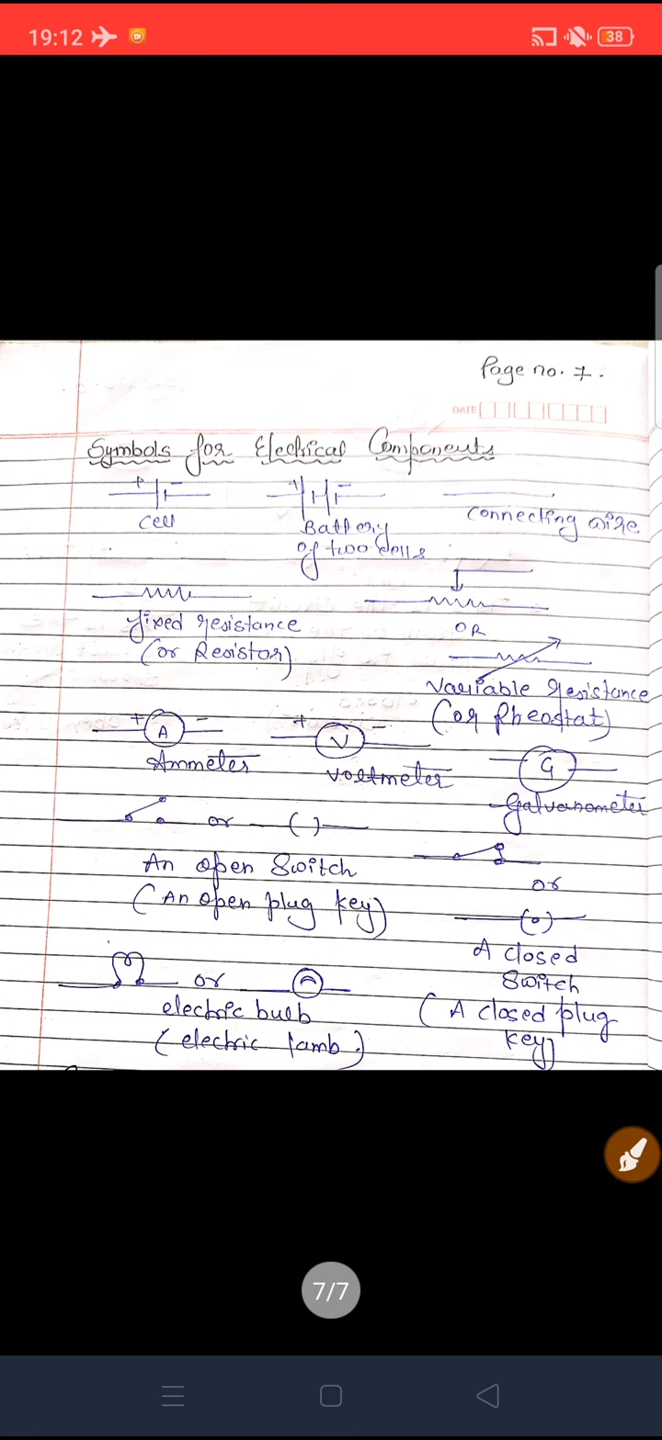 19:12
38
Page no. 7.
DATE
Symbols for Electrical Components
+ -
Cell
Battery
of two cells
Connecting wire
fixed resistance
(or Resistor)
OR
Variable resistance
(or Rheostat)
+ A -
Ammeter
+ V -
Voltmeter
G
Galvanometer
or ( )
An open Switch
(An open plug key)
or
A closed
Switch
(A closed plug
key)
or
electric bulb
(electric lamb.)
7/7